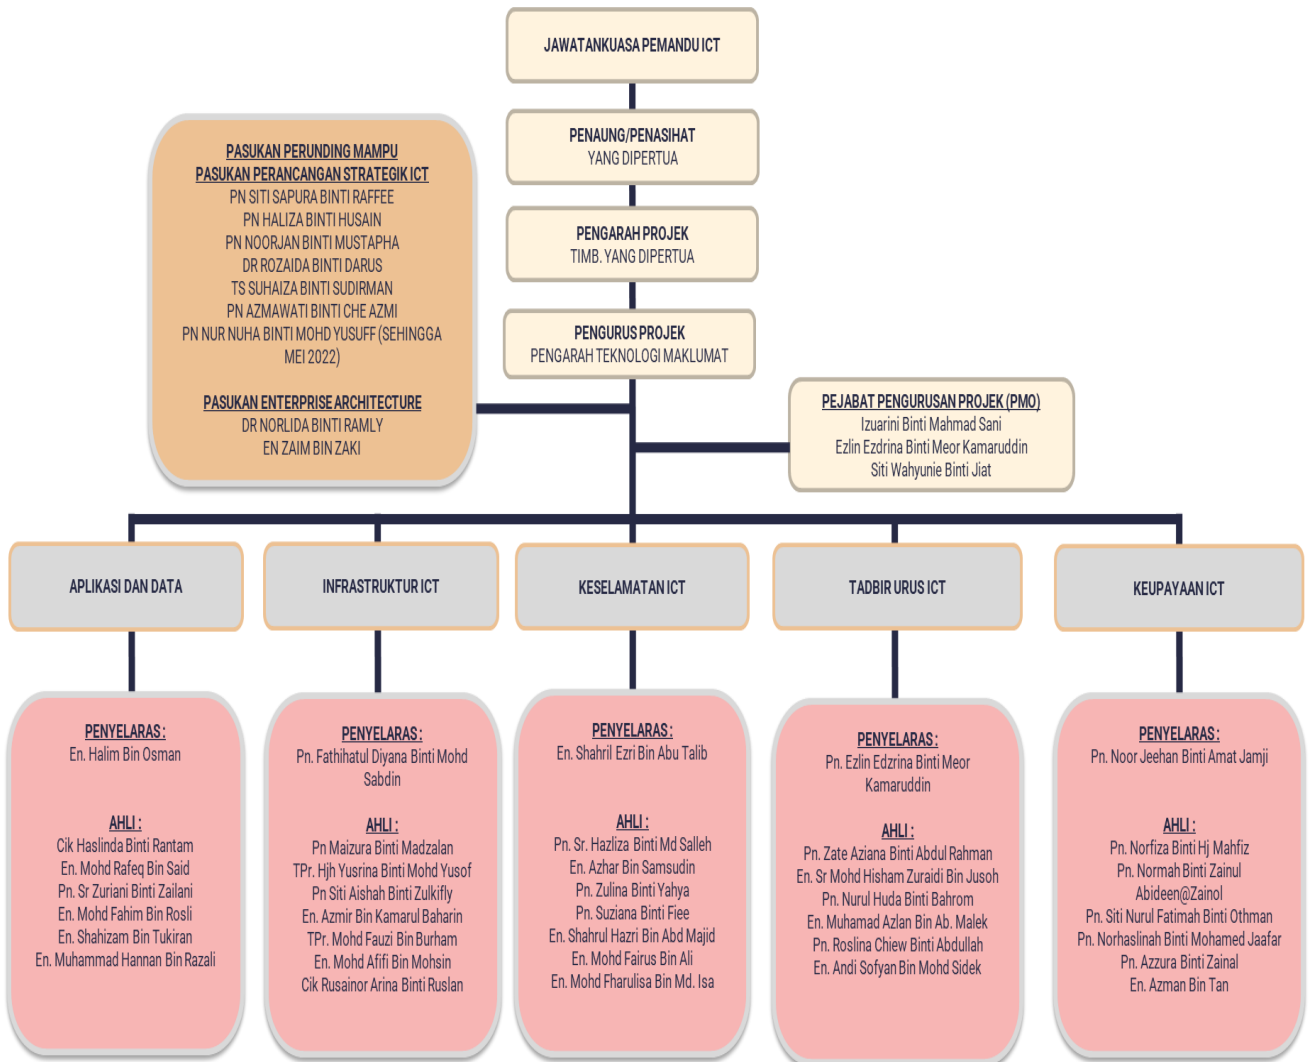 JAWATANKUASA PEMANDU ICT
PENAUNG/PENASIHAT
YANG DIPERTUA
PENGARAH PROJEK
TIMB. YANG DIPERTUA
PENGURUS PROJEK
PENGARAH TEKNOLOGI MAKLUMAT
PASUKAN PERUNDING MAMPU
PASUKAN PERANCANGAN STRATEGIK ICT
PN SITI SAPURA BINTI RAFFEE
PN HALIZA BINTI HUSAIN
PN NOORJAN BINTI MUSTAPHA
DR ROZAIDA BINTI DARUS
TS SUHAIZA BINTI SUDIRMAN
PN AZMAWATI BINTI CHE AZMI
PN NUR NUHA BINTI MOHD YUSUFF (SEHINGGA
MEI 2022)
PASUKAN ENTERPRISE ARCHITECTURE
DR NORLIDA BINTI RAMLY
EN ZAIM BIN ZAKI
PEJABAT PENGURUSAN PROJEK (PMO)
Izuarini Binti Mahmad Sani
Ezlin Ezdrina Binti Meor Kamaruddin
Siti Wahyunie Binti Jiat
APLIKASI DAN DATA
PENYELARAS :
En. Halim Bin Osman
AHLI :
Cik Haslinda Binti Rantam
En. Mohd Rafeq Bin Said
Pn. Sr Zuriani Binti Zailani
En. Mohd Fahim Bin Rosli
En. Shahizam Bin Tukiran
En. Muhammad Hannan Bin Razali
INFRASTRUKTUR ICT
PENYELARAS :
Pn. Fathihatul Diyana Binti Mohd
Sabdin
AHLI :
Pn Maizura Binti Madzalan
TPr. Hjh Yusrina Binti Mohd Yusof
Pn Siti Aishah Binti Zulkifly
En. Azmir Bin Kamarul Baharin
TPr. Mohd Fauzi Bin Burham
En. Mohd Afifi Bin Mohsin
Cik Rusainor Arina Binti Ruslan
KESELAMATAN ICT
PENYELARAS :
En. Shahril Ezri Bin Abu Talib
AHLI :
Pn. Sr. Hazliza Binti Md Salleh
En. Azhar Bin Samsudin
Pn. Zulina Binti Yahya
Pn. Suziana Binti Fiee
En. Shahrul Hazri Bin Abd Majid
En. Mohd Fairus Bin Ali
En. Mohd Fharulisa Bin Md. Isa
TADBIR URUS ICT
PENYELARAS :
Pn. Ezlin Edzrina Binti Meor
Kamaruddin
AHLI :
Pn. Zate Aziana Binti Abdul Rahman
En. Sr Mohd Hisham Zuraidi Bin Jusoh
Pn. Nurul Huda Binti Bahrom
En. Muhamad Azlan Bin Ab. Malek
Pn. Roslina Chiew Binti Abdullah
En. Andi Sofyan Bin Mohd Sidek
KEUPAYAAN ICT
PENYELARAS :
Pn. Noor Jeehan Binti Amat Jamji
AHLI :
Pn. Norfiza Binti Hj Mahfiz
Pn. Normah Binti Zainul
Abideen@Zainol
Pn. Siti Nurul Fatimah Binti Othman
Pn. Norhaslinah Binti Mohamed Jaafar
Pn. Azzura Binti Zainal
En. Azman Bin Tan